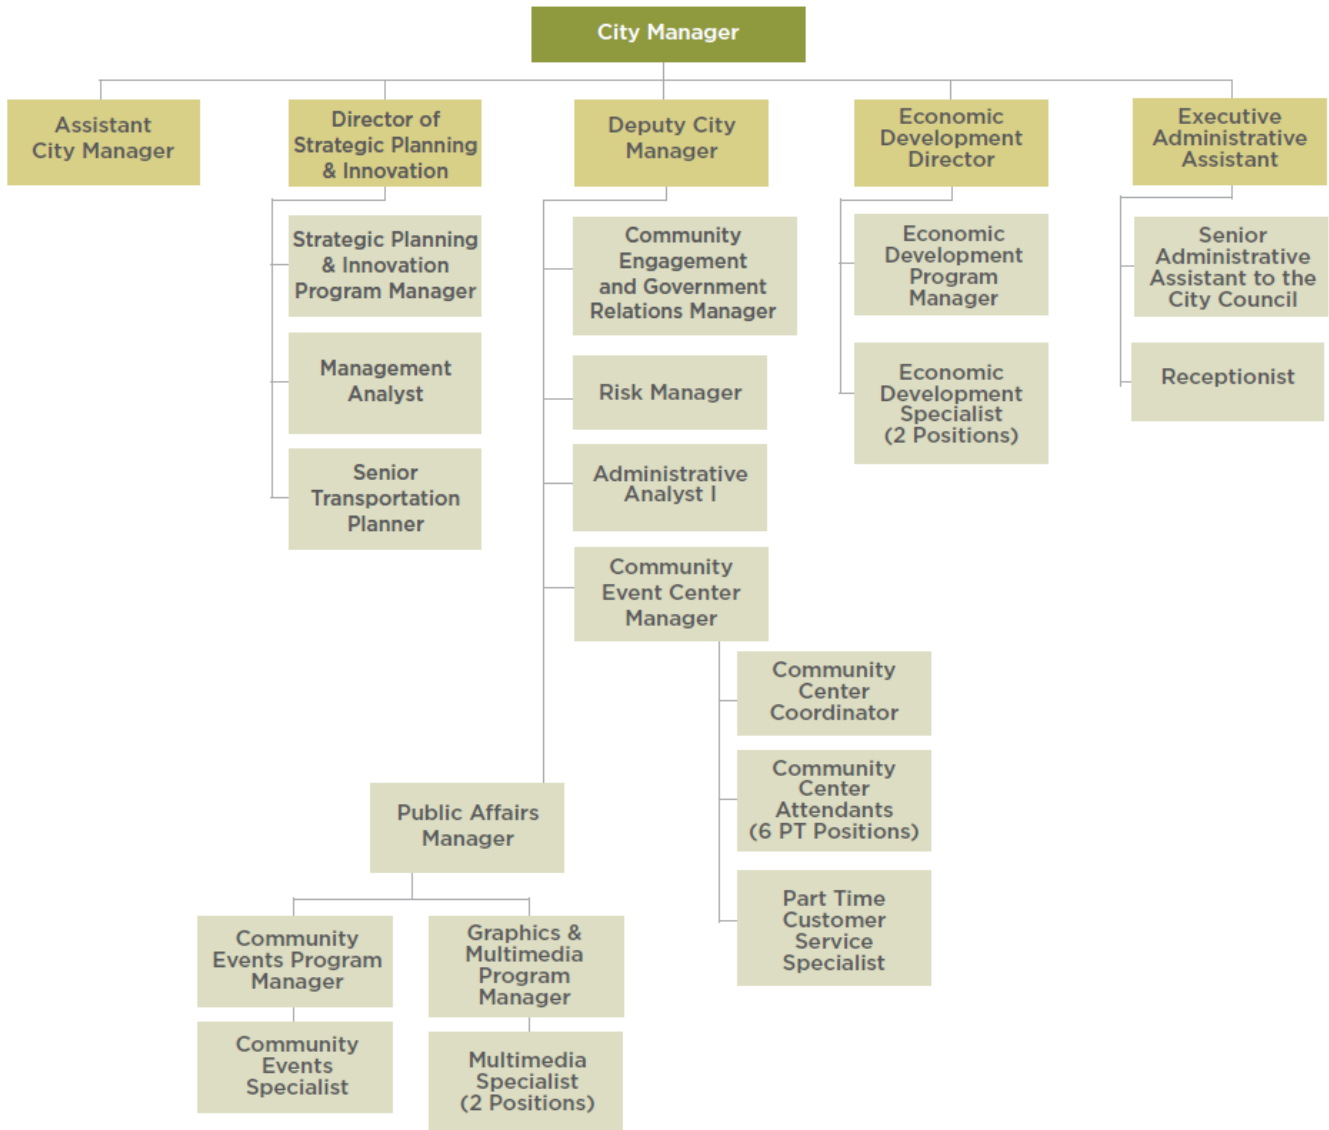 City Manager
Assistant
City Manager
Director of
Strategic Planning
& Innovation
Deputy City
Manager
Economic
Development
Director
Executive
Administrative
Assistant
Strategic Planning
& Innovation
Program Manager
Management
Analyst
Senior
Transportation
Planner
Community
Engagement
and Government
Relations Manager
Risk Manager
Administrative
Analyst I
Community
Event Center
Manager
Economic
Development
Program
Manager
Economic
Development
Specialist
(2 Positions)
Senior
Administrative
Assistant to the
City Council
Receptionist
Community
Center
Coordinator
Community
Center
Attendants
(6 PT Positions)
Part Time
Customer
Service
Specialist
Public Affairs
Manager
Community
Events Program
Manager
Community
Events
Specialist
Graphics &
Multimedia
Program
Manager
Multimedia
Specialist
(2 Positions)